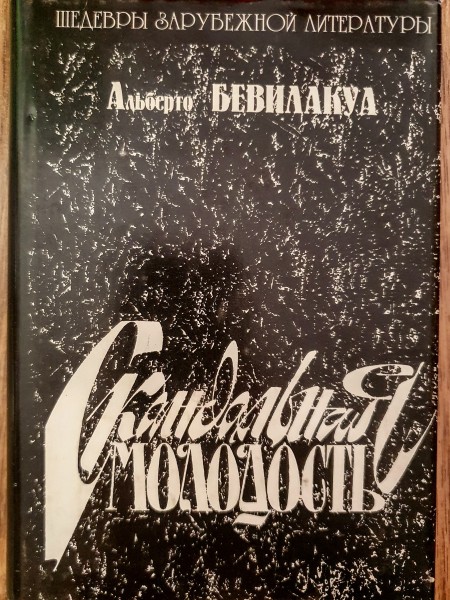 ШЕДЕВРЫ ЗАРУБЕЖНОЙ ЛИТЕРАТУРЫ
Альберто БЕВИЛАКУА
Скандальная
МОЛОДОСТЬ